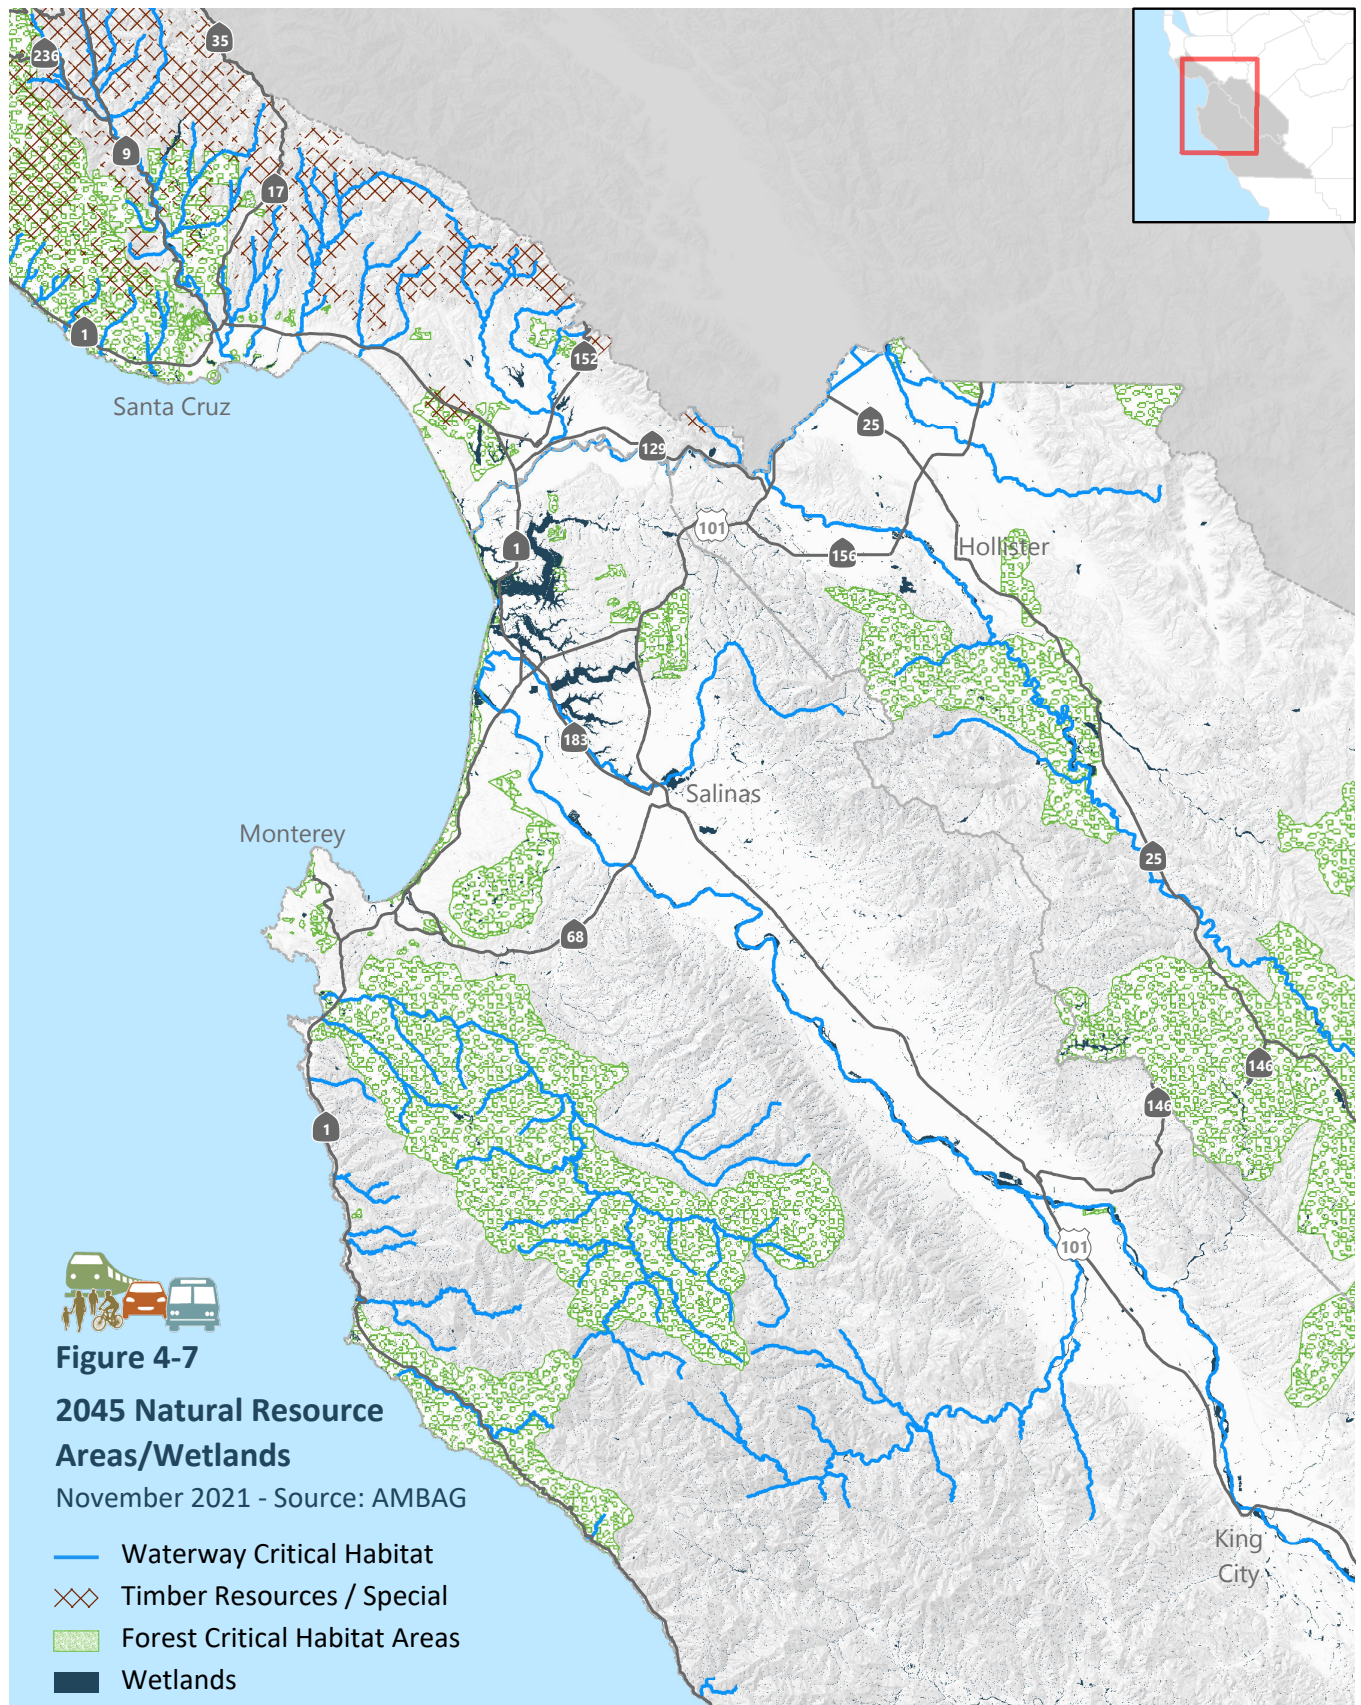 35
236
9
17
1
Santa Cruz
152
25
129
101
1
156
Hollister
183
Salinas
Monterey
25
68
146
146
1
101
King
City
Figure 4-7
2045 Natural Resource
Areas/Wetlands
November 2021 - Source: AMBAG
Waterway Critical Habitat
Timber Resources / Special
Forest Critical Habitat Areas
Wetlands